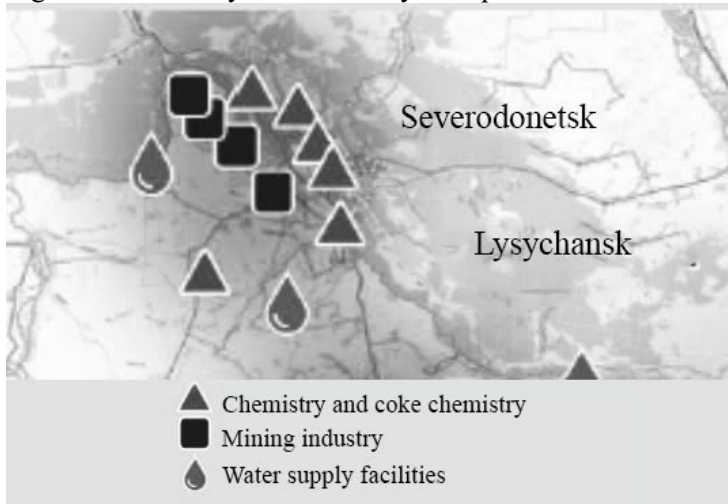 Severodonetsk
Lysychansk
Chemistry and coke chemistry
Mining industry
Water supply facilities